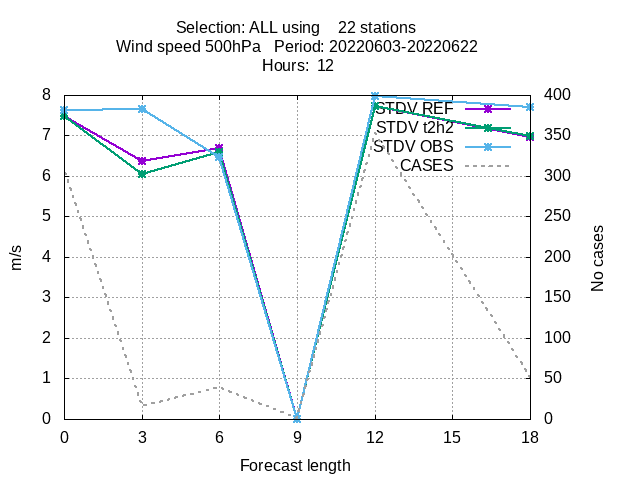 Selection: ALL using    22 stations
Wind speed 500hPa   Period: 20220603-20220622
Hours:  12
8 400
STDV REF
STDV t2h2
7 350
STDV OBS
CASES
6 300
5 250
m/s
No cases
4 200
3 150
2 100
1 50
0 0
0 3 6 9 12 15 18
Forecast length